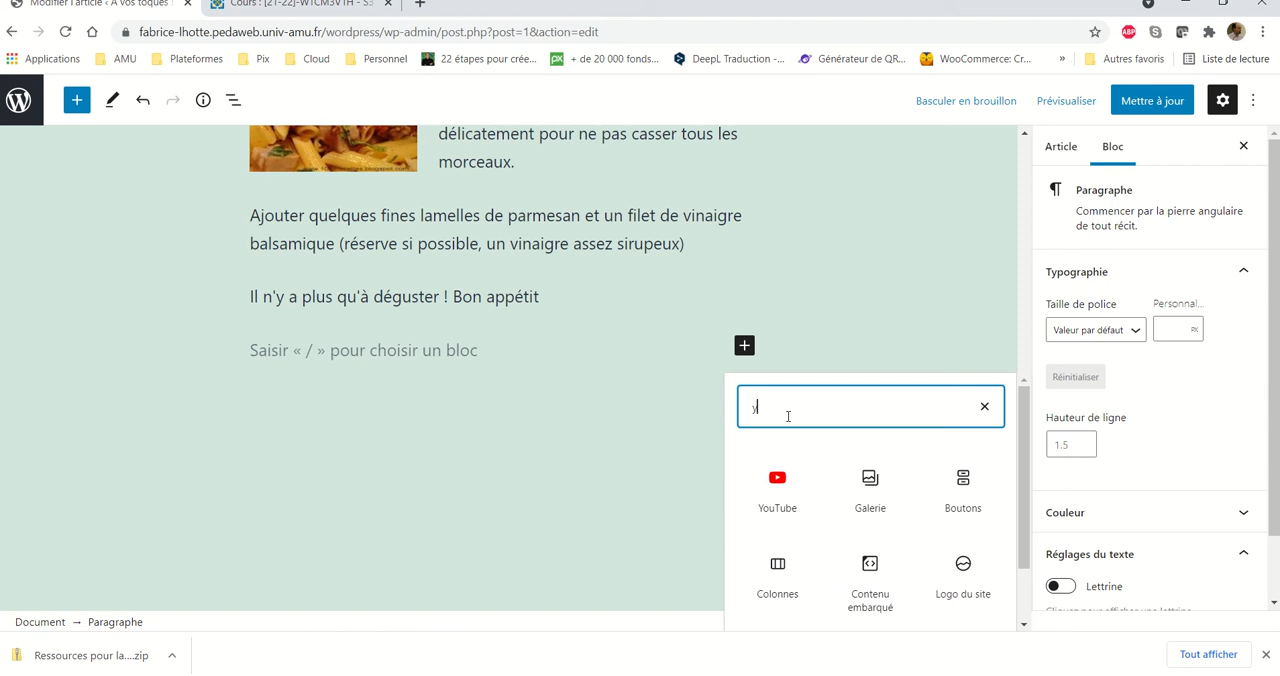 Modifier l'article ‹ A vos toques !
Cours : [21-22]-W1CM3V1H - S3
fabrice-lhotte.pedaweb.univ-amu.fr/wordpress/wp-admin/post.php?post=1&action=edit
Applications AMU Plateformes Pix Cloud Personnel 22 étapes pour crée... + de 20 000 fonds... DeepL Traduction –... Générateur de QR... WooCommerce: Cr... » Autres favoris Liste de lecture
Basculer en brouillon Prévisualiser Mettre à jour
délicatement pour ne pas casser tous les
morceaux.
Ajouter quelques fines lamelles de parmesan et un filet de vinaigre
balsamique (réserve si possible, un vinaigre assez sirupeux)
Il n'y a plus qu'à déguster ! Bon appétit
Saisir « / » pour choisir un bloc
y
YouTube Galerie Boutons
Colonnes Contenu embarqué Logo du site
Article Bloc
Paragraphe
Commencer par la pierre angulaire
de tout récit.
Typographie
Taille de police Personnal...
Valeur par défaut PX
Réinitialiser
Hauteur de ligne
1.5
Couleur
Réglages du texte
Lettrine
Cliquez pour afficher une lettrine.
Document → Paragraphe
Ressources pour la....zip
Tout afficher